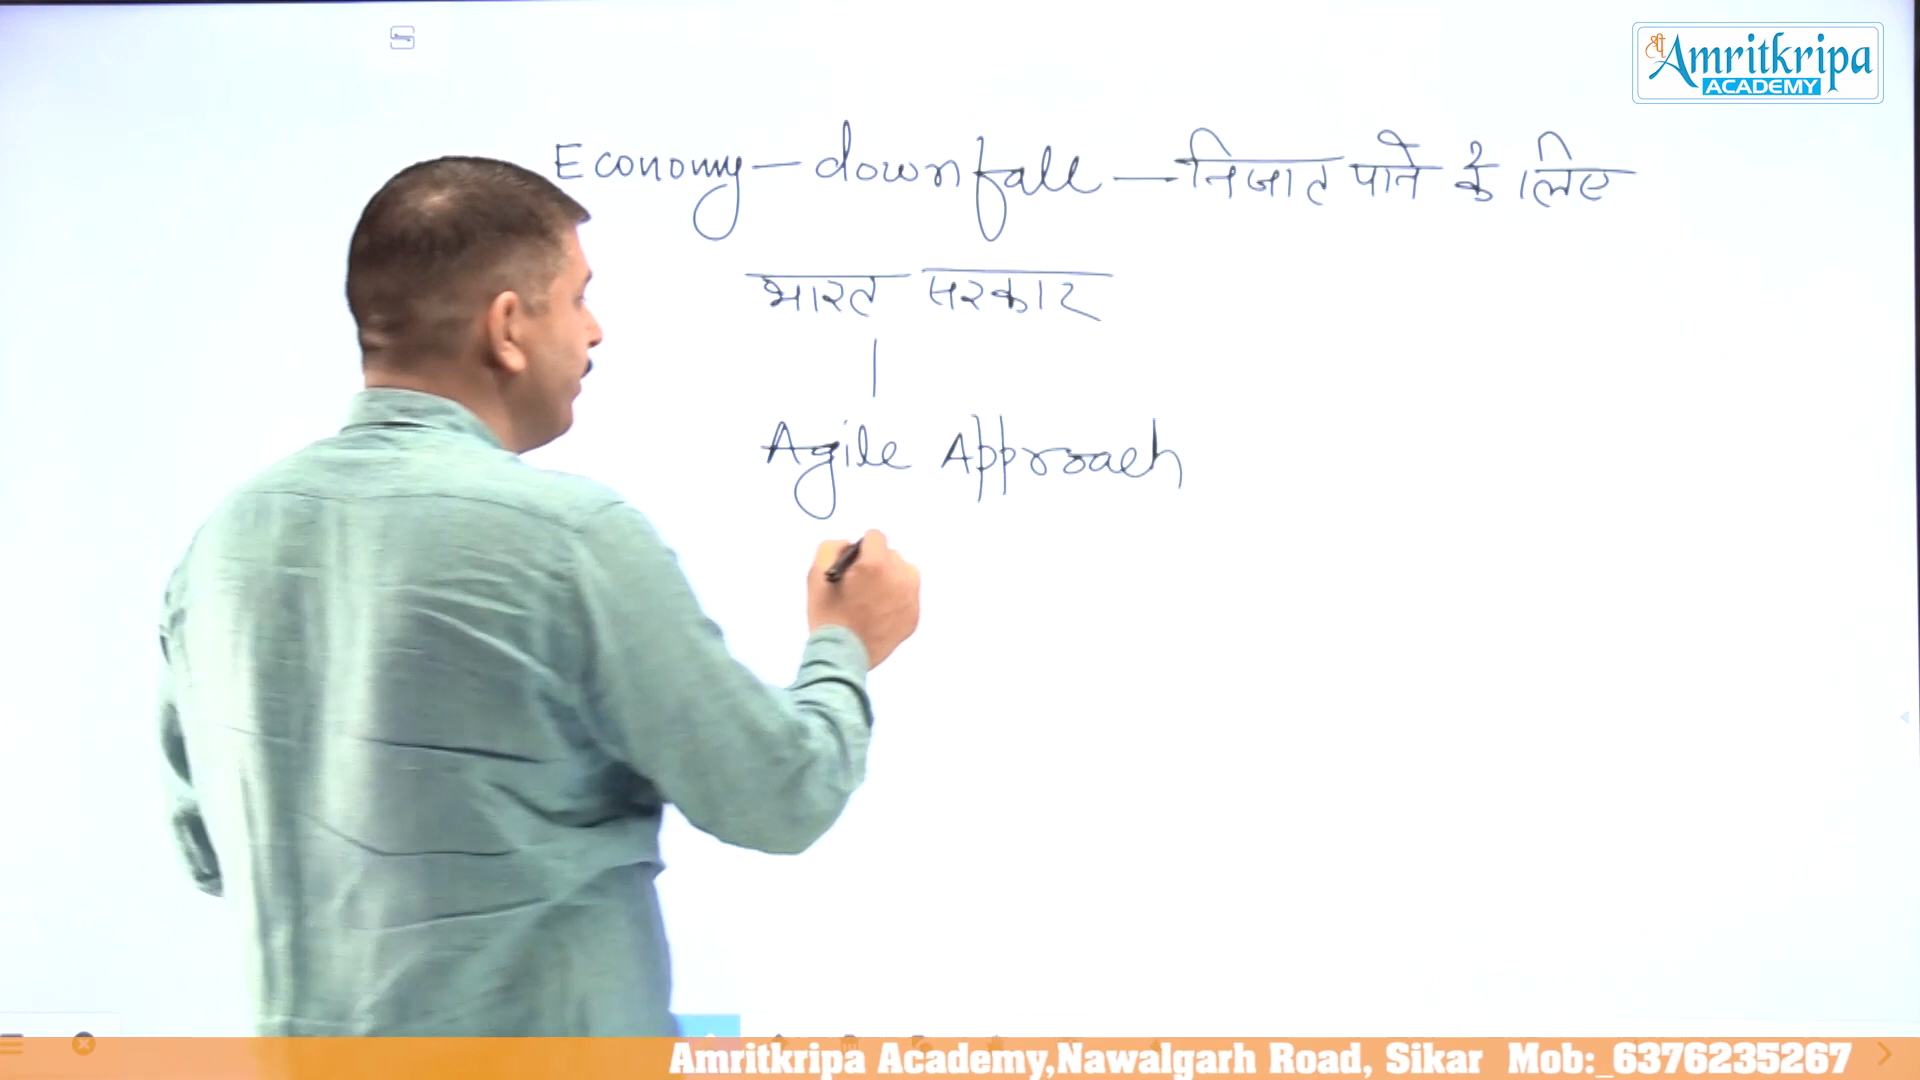 श्री Amritkripa
ACADEMY
Economy — downfall — निजात पाने के लिए
भारत सरकार
Agile Approach
Amritkripa Academy,Nawalgarh Road, Sikar Mob:_6376235267